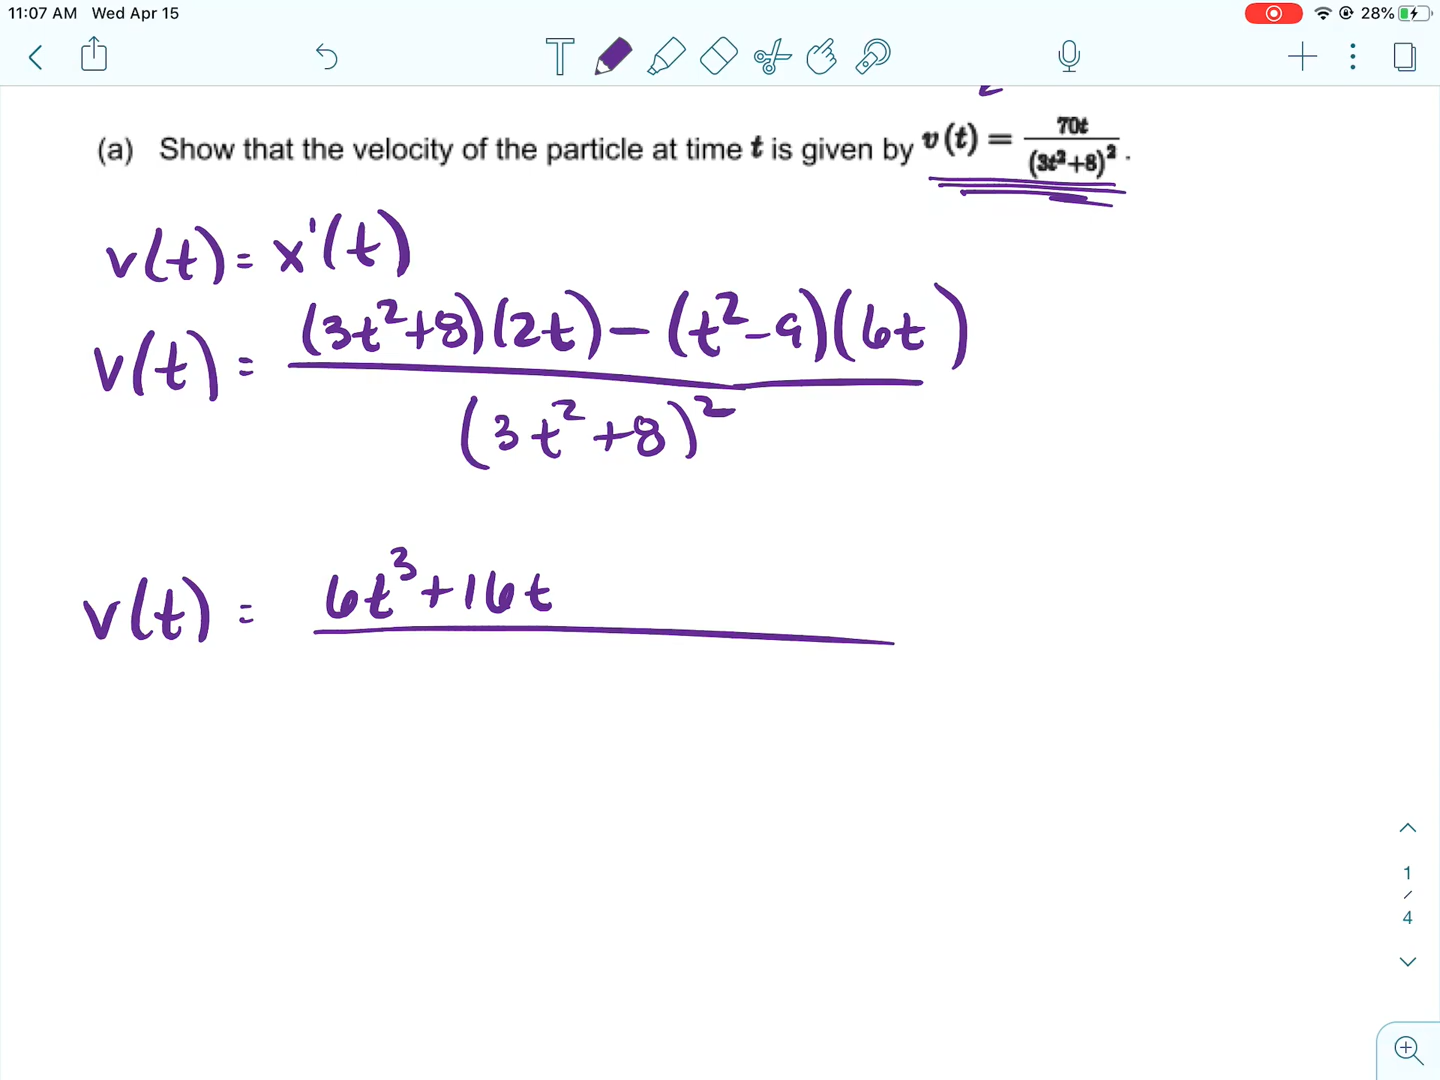 11:07 AM Wed Apr 15
28%
T
(a) Show that the velocity of the particle at time t is given by v(t) = 70t/(3t²+8)².
v(t) = x'(t)
v(t) = (3t²+8)(2t) - (t²-9)(6t)
(3t²+8)²
v(t) = 6t³+16t
1
/
4